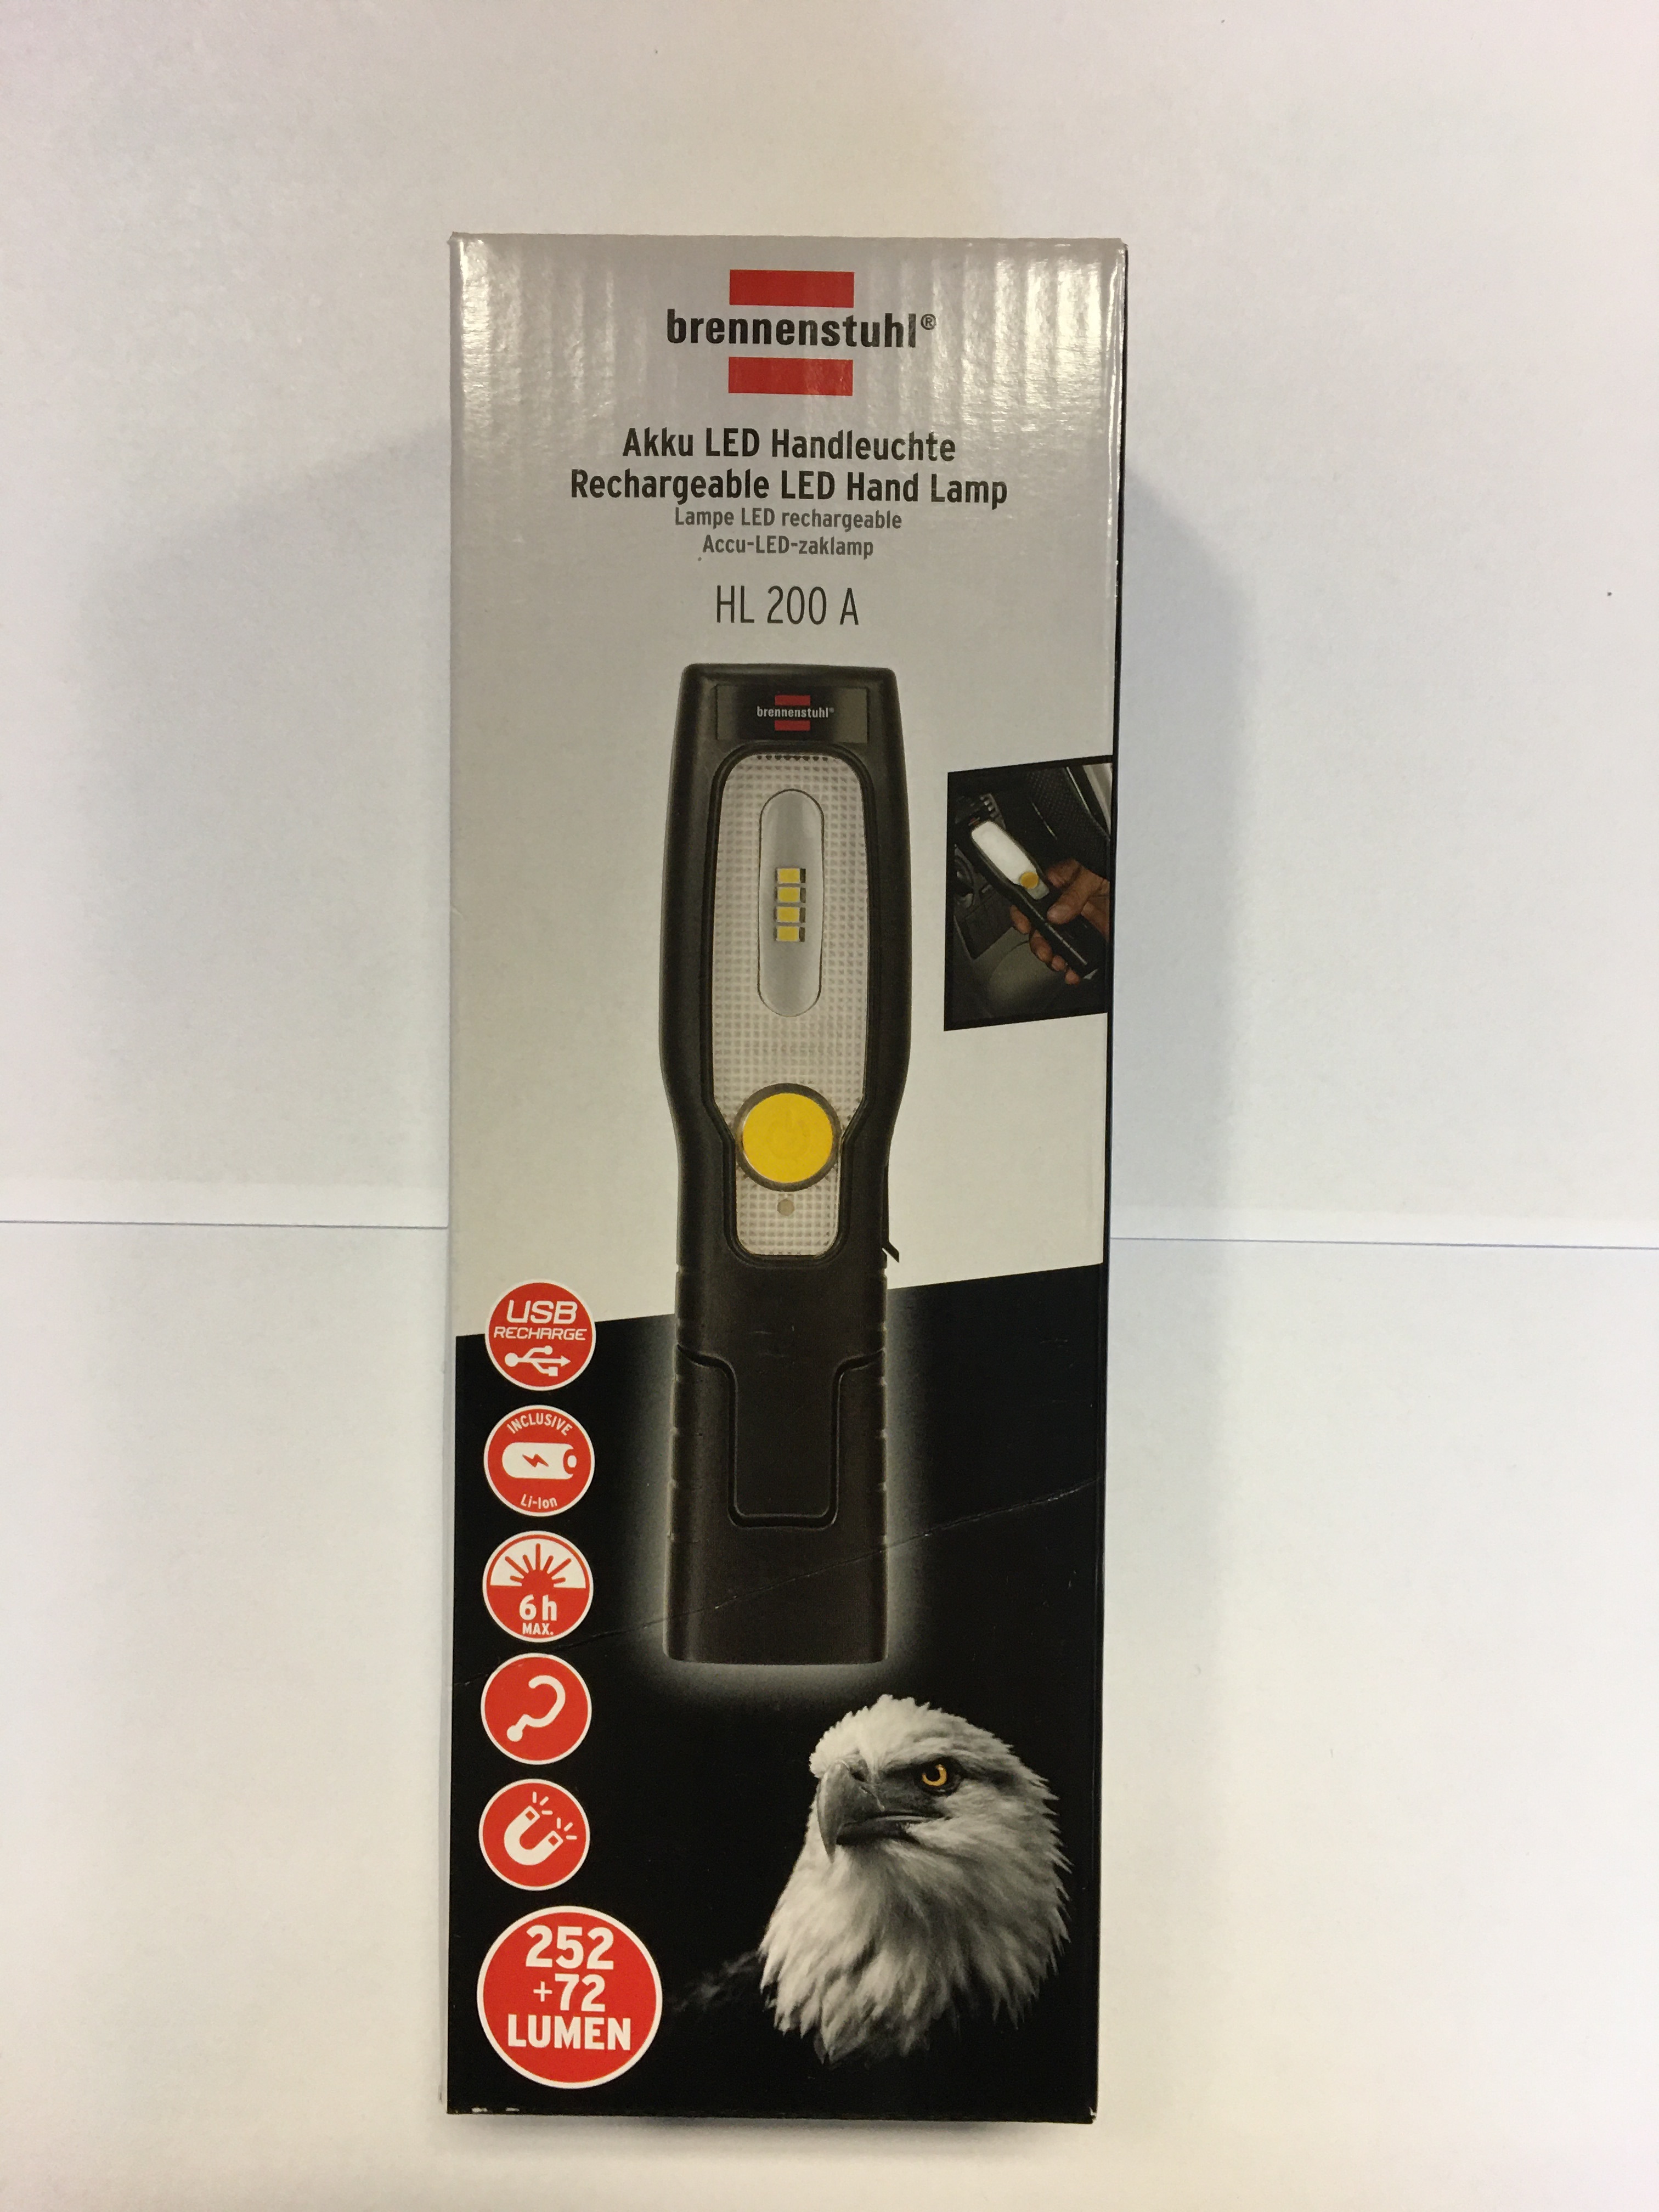 brennenstuhl®
Akku LED Handleuchte
Rechargeable LED Hand Lamp
Lampe LED rechargeable
Accu-LED-zaklamp
HL 200 A
brennenstuhl®
USB
RECHARGE
INCLUSIVE
Li-Ion
6h
MAX.
252
+72
LUMEN